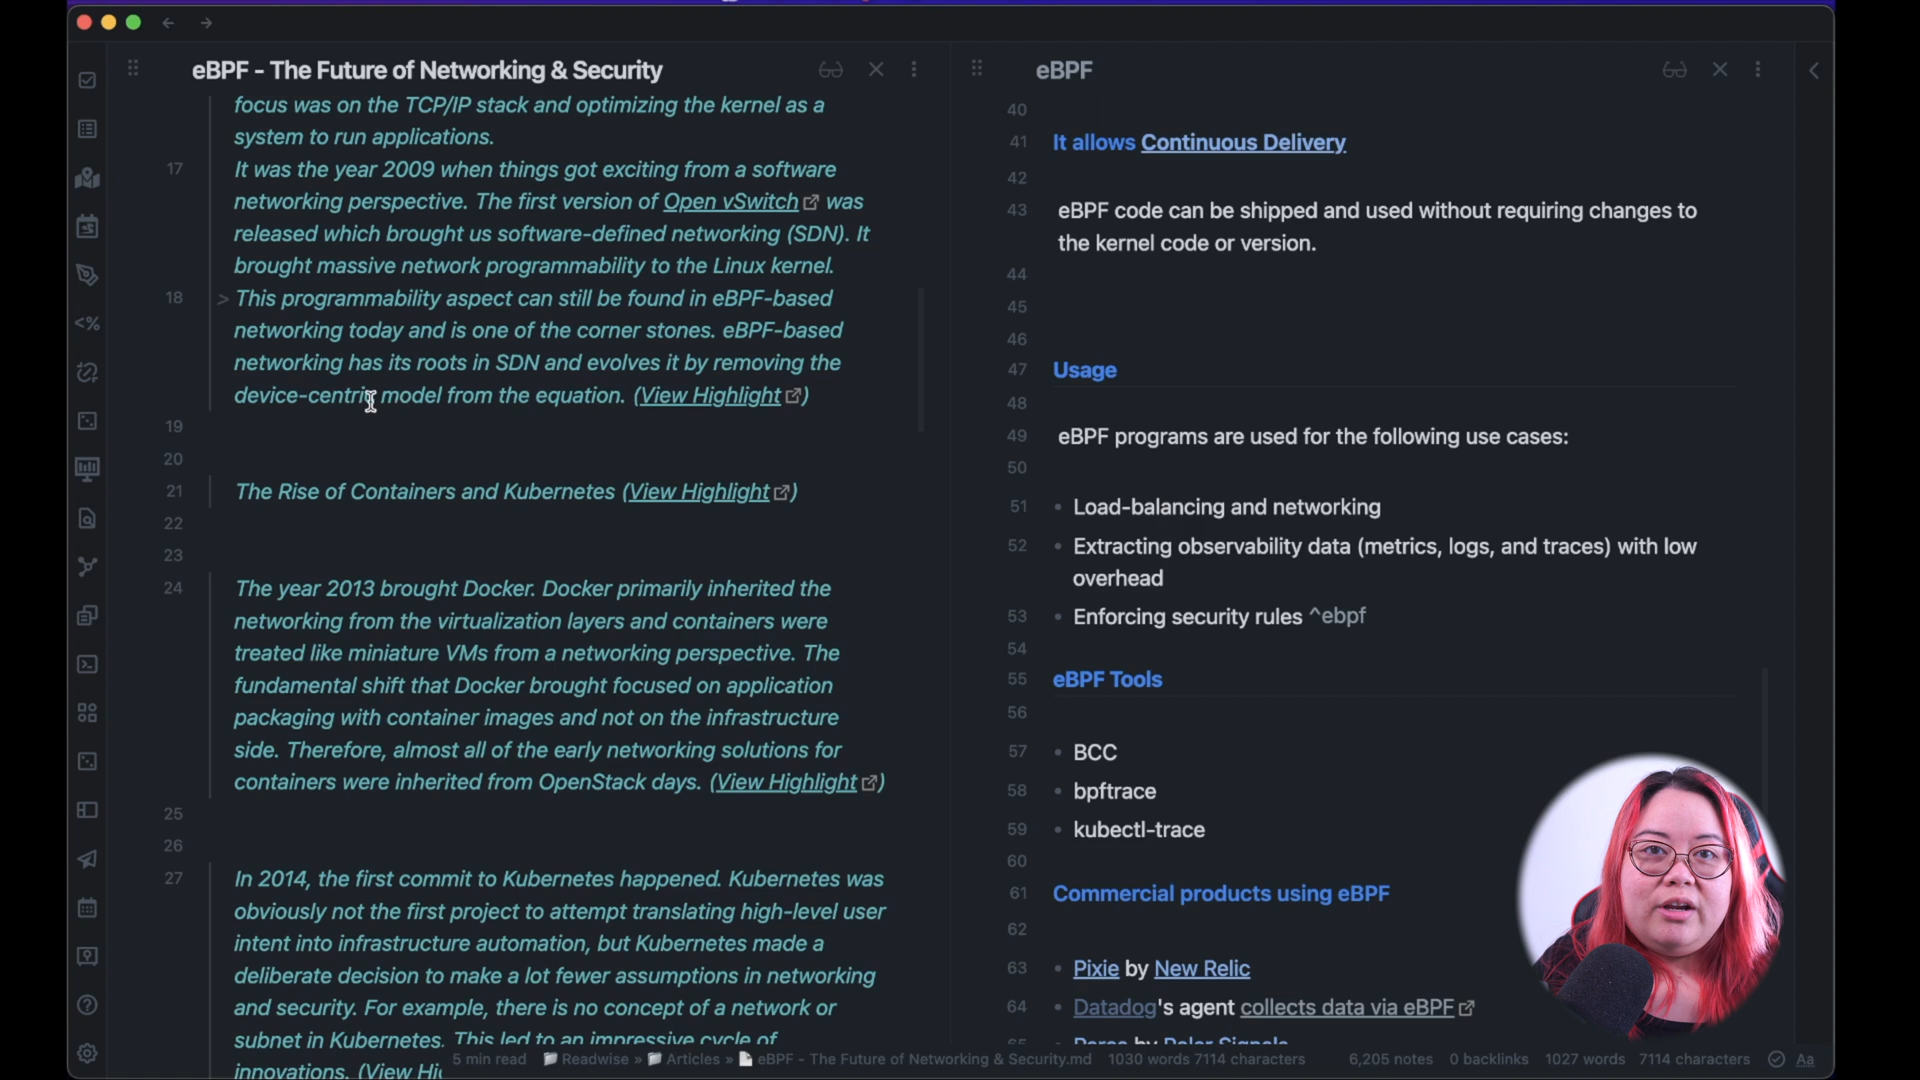 eBPF - The Future of Networking & Security
focus was on the TCP/IP stack and optimizing the kernel as a
system to run applications.
17 It was the year 2009 when things got exciting from a software
networking perspective. The first version of Open vSwitch was
released which brought us software-defined networking (SDN). It
brought massive network programmability to the Linux kernel.
18 > This programmability aspect can still be found in eBPF-based
networking today and is one of the corner stones. eBPF-based
networking has its roots in SDN and evolves it by removing the
device-centric model from the equation. (View Highlight)
19
20
21 The Rise of Containers and Kubernetes (View Highlight)
22
23
24 The year 2013 brought Docker. Docker primarily inherited the
networking from the virtualization layers and containers were
treated like miniature VMs from a networking perspective. The
fundamental shift that Docker brought focused on application
packaging with container images and not on the infrastructure
side. Therefore, almost all of the early networking solutions for
containers were inherited from OpenStack days. (View Highlight)
25
26
27 In 2014, the first commit to Kubernetes happened. Kubernetes was
obviously not the first project to attempt translating high-level user
intent into infrastructure automation, but Kubernetes made a
deliberate decision to make a lot fewer assumptions in networking
and security. For example, there is no concept of a network or
subnet in Kubernetes. This led to an impressive cycle of
innovations. (View Hi
eBPF
40
41 It allows Continuous Delivery
42
43 eBPF code can be shipped and used without requiring changes to
the kernel code or version.
44
45
46
47 Usage
48
49 eBPF programs are used for the following use cases:
50
51 • Load-balancing and networking
52 • Extracting observability data (metrics, logs, and traces) with low
overhead
53 • Enforcing security rules ^ebpf
54
55 eBPF Tools
56
57 • BCC
58 • bpftrace
59 • kubectl-trace
60
61 Commercial products using eBPF
62
63 • Pixie by New Relic
64 • Datadog's agent collects data via eBPF
65 • Parca by Polar Signals
5 min read Readwise » Articles » eBPF - The Future of Networking & Security.md 1030 words 7114 characters 6,205 notes 0 backlinks 1027 words 7114 characters Aa